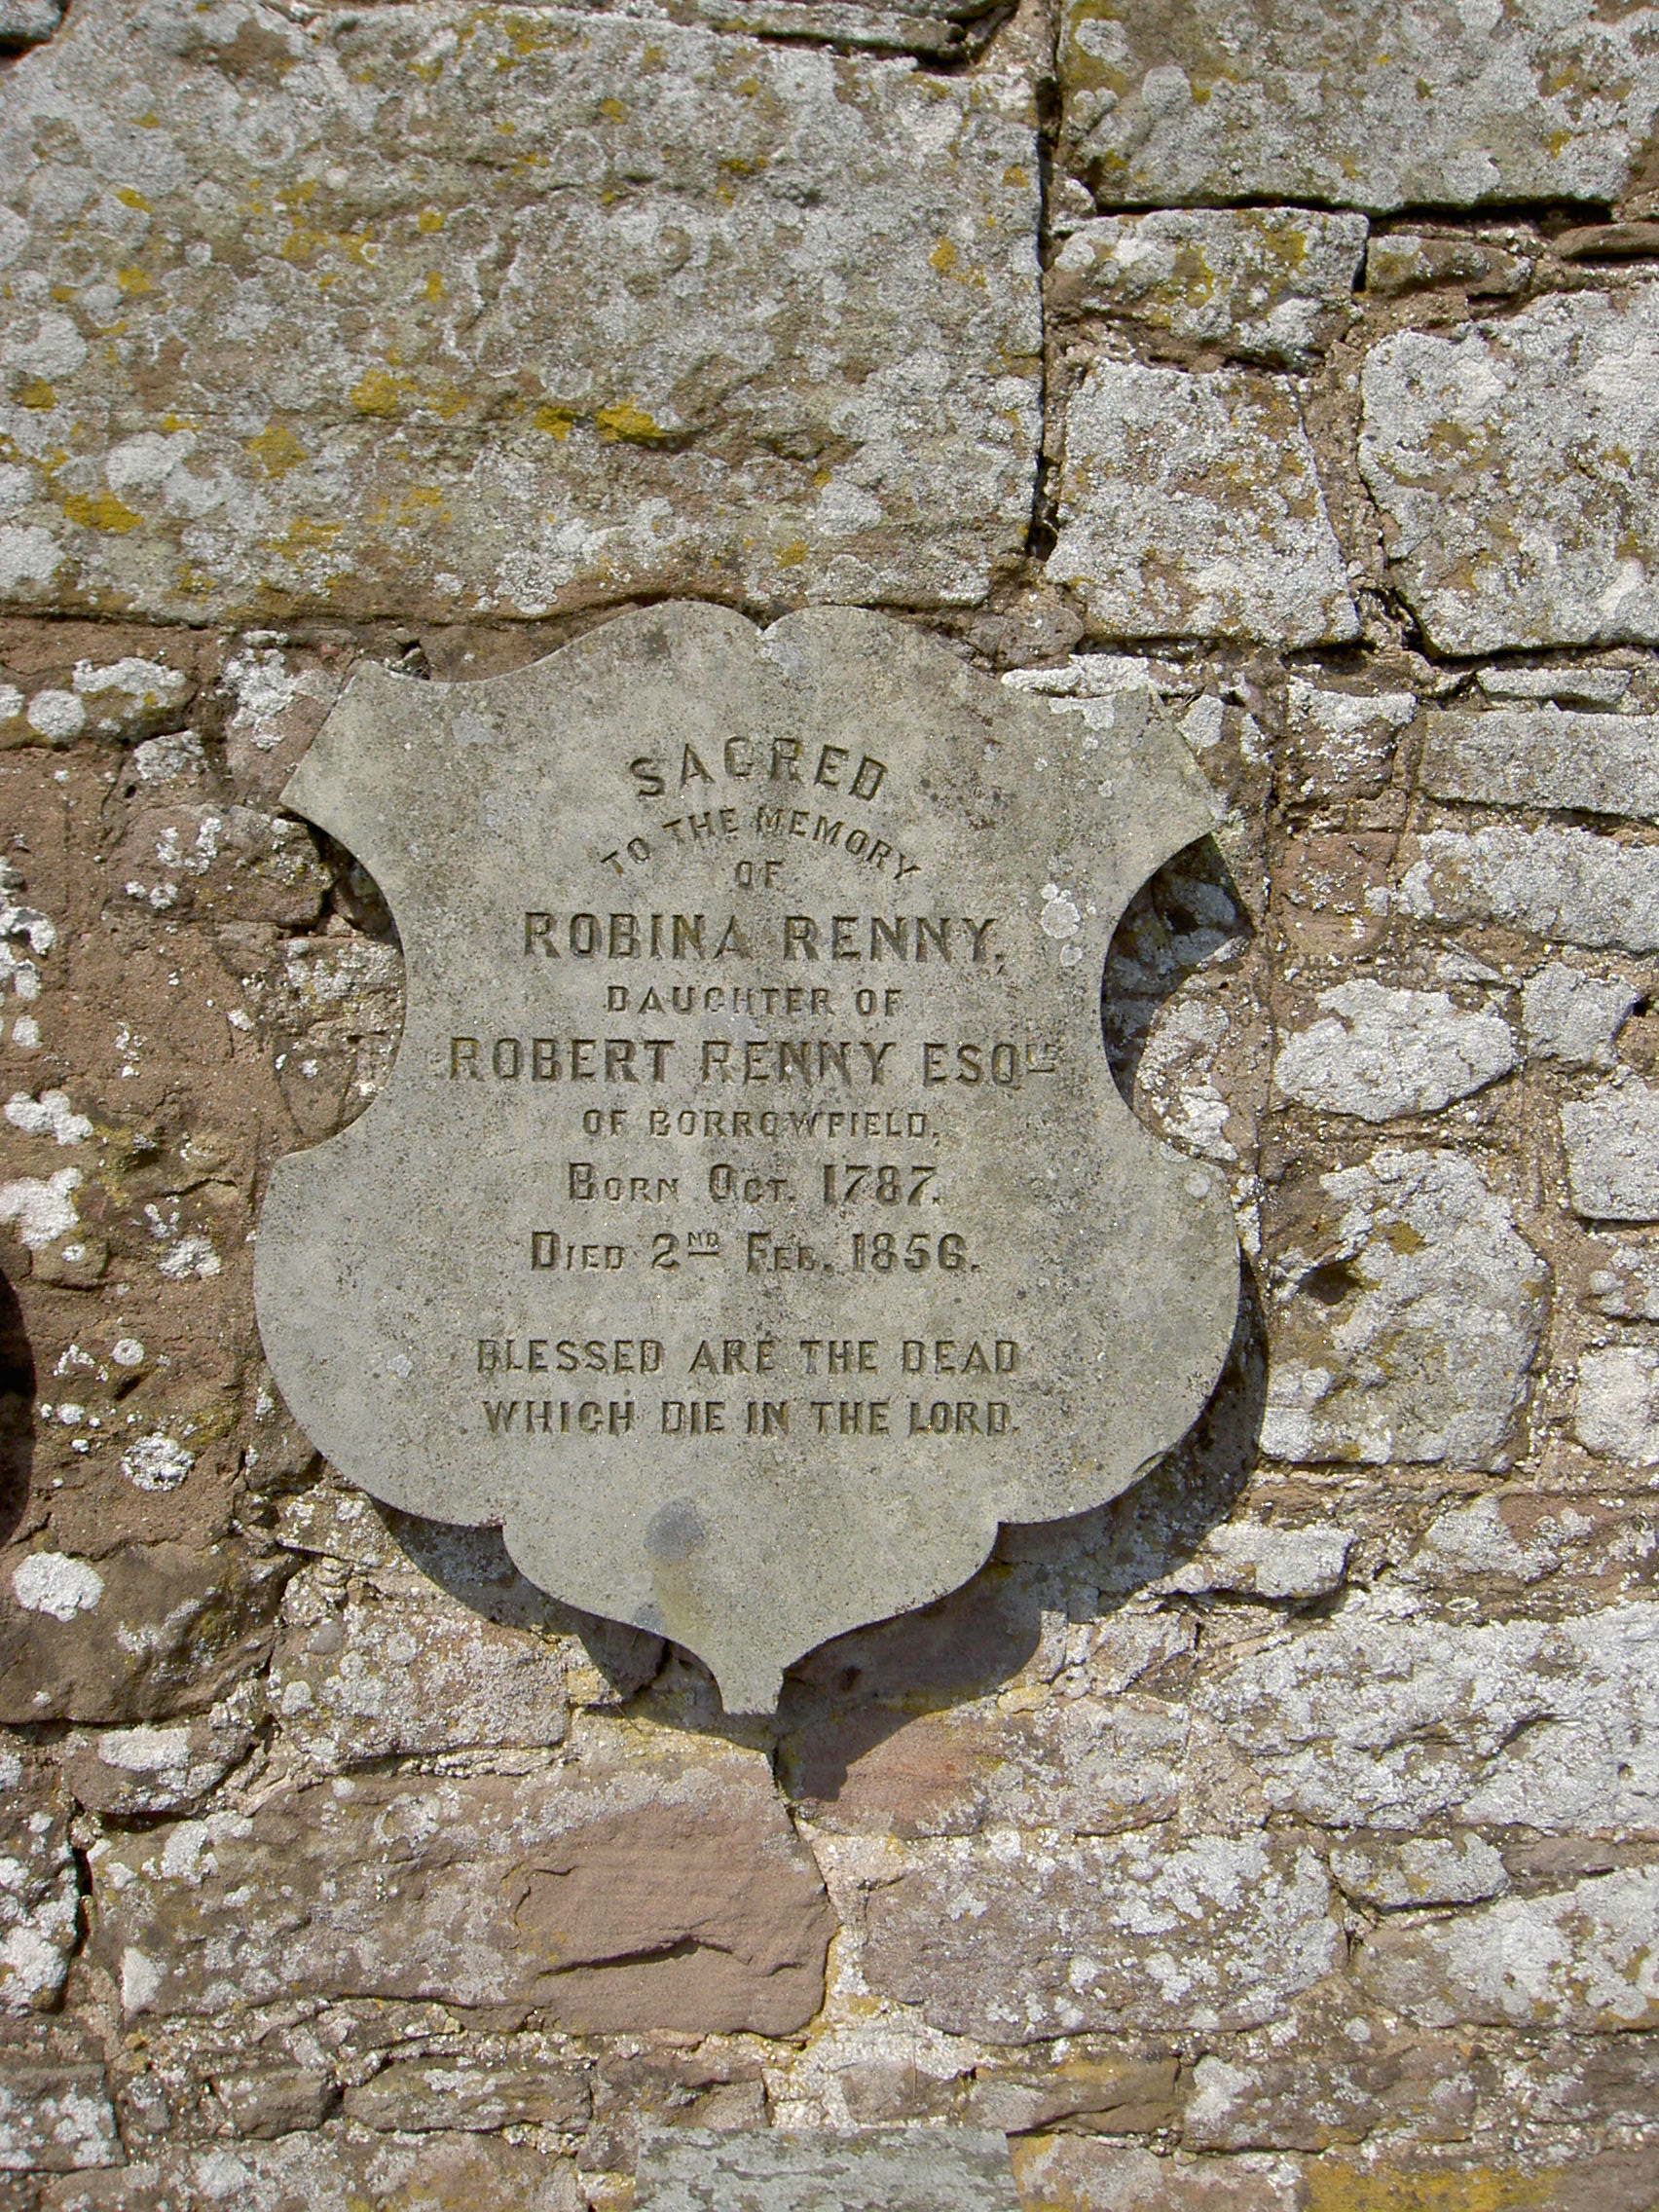 SACRED
TO THE MEMORY
OF
ROBINA RENNY,
DAUGHTER OF
ROBERT RENNY ESQRE
OF BORROWFIELD,
BORN OCT. 1787.
DIED 2ND FEB. 1856.
BLESSED ARE THE DEAD
WHICH DIE IN THE LORD.